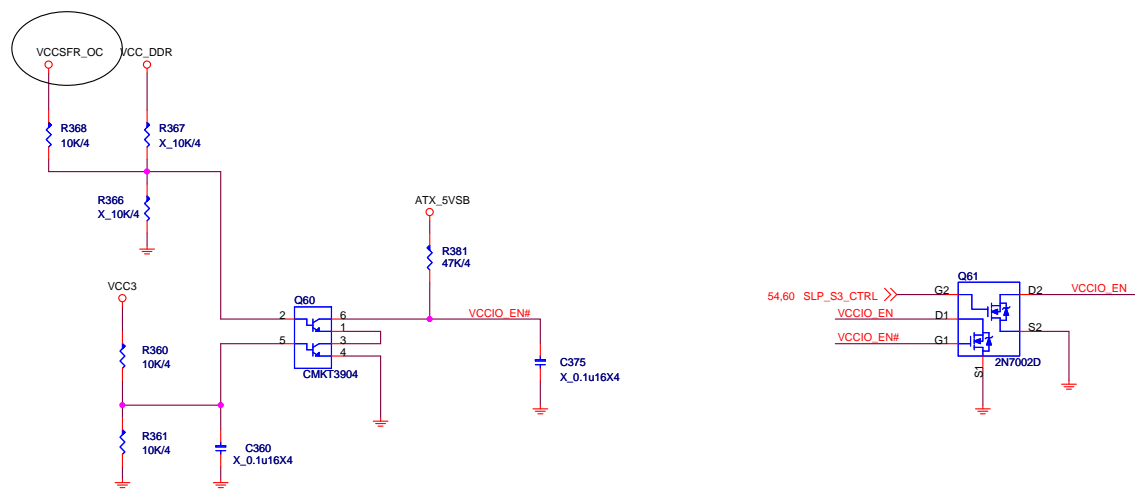 VCCSFR_OC
VCC_DDR
R368
10K/4
R367
X_10K/4
R366
X_10K/4
ATX_5VSB
R381
47K/4
VCC3
Q60
2
5
6
1
3
4
CMKT3904
VCCIO_EN#
C375
X_0.1u16X4
R360
10K/4
R361
10K/4
C360
X_0.1u16X4
Q61
54,60 SLP_S3_CTRL
G2
D2
VCCIO_EN
VCCIO_EN
D1
S2
VCCIO_EN#
G1
2N7002D
S1